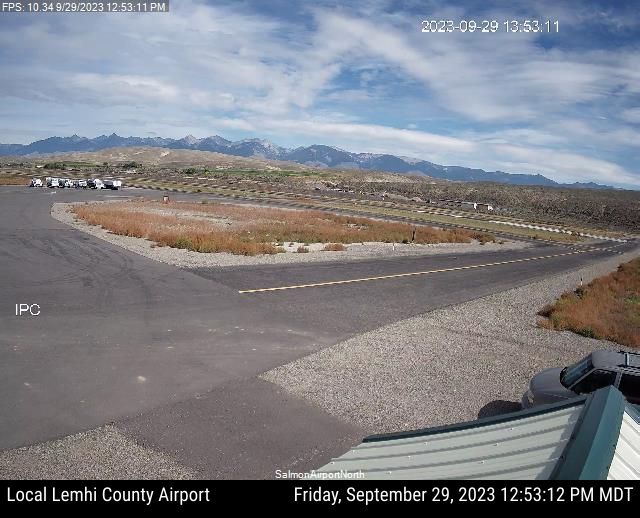 FPS: 10.34 9/29/2023 12:53:11 PM
2023-09-29 13:53:11
IPC
SalmonAirportNorth
Local Lemhi County Airport
Friday, September 29, 2023 12:53:12 PM MDT